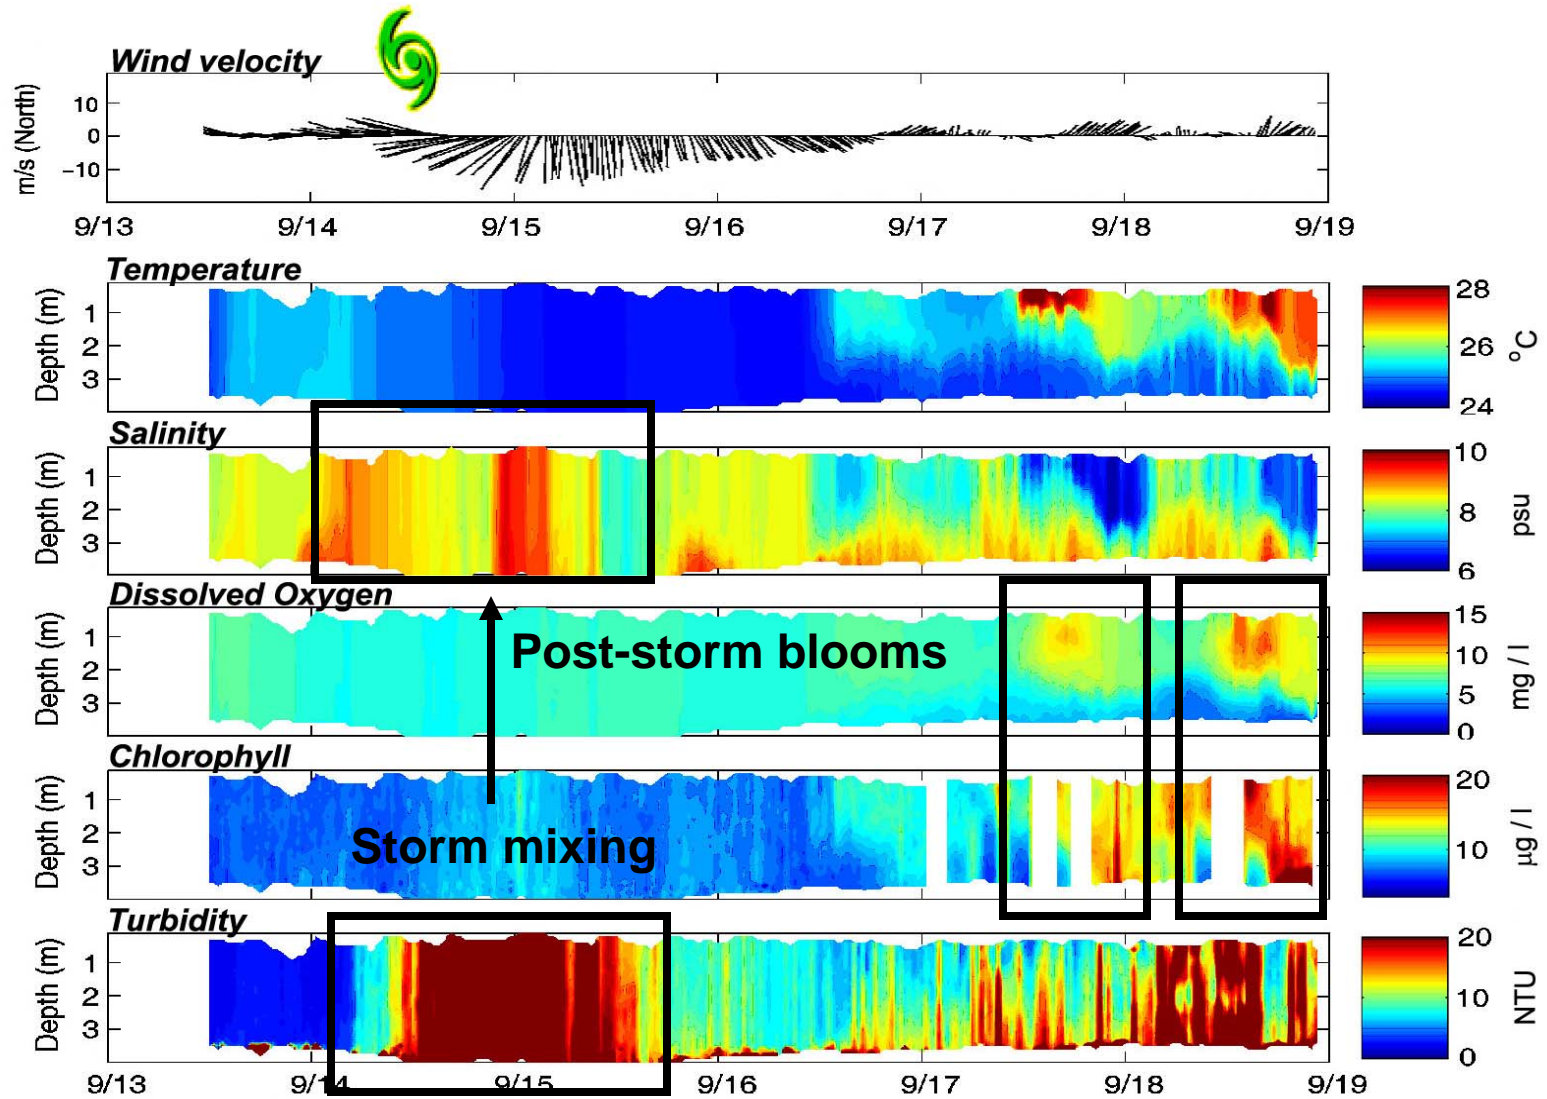 Wind velocity
m/s (North)
10
0
−10
9/13 9/14 9/15 9/16 9/17 9/18 9/19
Temperature
Depth (m)
1
2
3
28
26
24
°C
Salinity
Depth (m)
1
2
3
10
8
6
psu
Dissolved Oxygen
Depth (m)
1
2
3
Post-storm blooms
15
10
5
0
mg / l
Chlorophyll
Depth (m)
1
2
3
Storm mixing
20
10
µg / l
Turbidity
Depth (m)
1
2
3
20
10
0
NTU
9/13 9/14 9/15 9/16 9/17 9/18 9/19